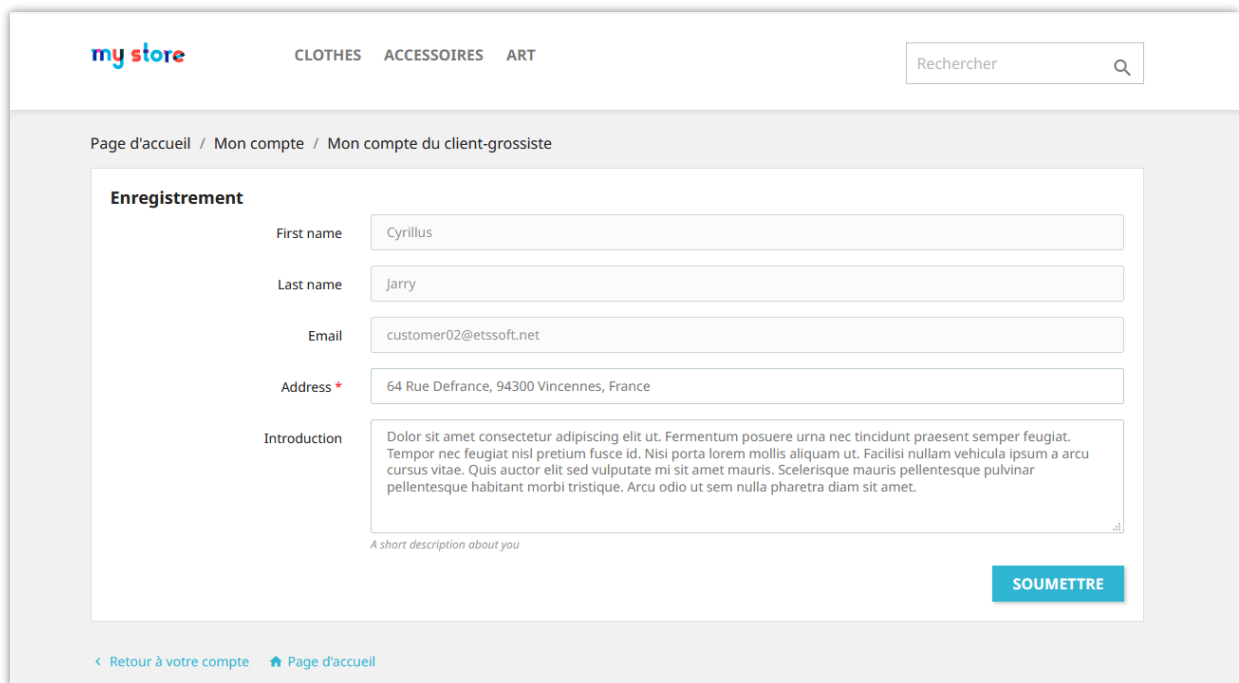 my store
CLOTHES ACCESSOIRES ART
Rechercher
Page d'accueil / Mon compte / Mon compte du client-grossiste
Enregistrement
First name Cyrillus
Last name Jarry
Email customer02@etssoft.net
Address * 64 Rue Defrance, 94300 Vincennes, France
Introduction Dolor sit amet consectetur adipiscing elit ut. Fermentum posuere urna nec tincidunt praesent semper feugiat.
Tempor nec feugiat nisl pretium fusce id. Nisi porta lorem mollis aliquam ut. Facilisi nullam vehicula ipsum a arcu
cursus vitae. Quis auctor elit sed vulputate mi sit amet mauris. Scelerisque mauris pellentesque pulvinar
pellentesque habitant morbi tristique. Arcu odio ut sem nulla pharetra diam sit amet.
A short description about you
SOUMETTRE
Retour à votre compte Page d'accueil